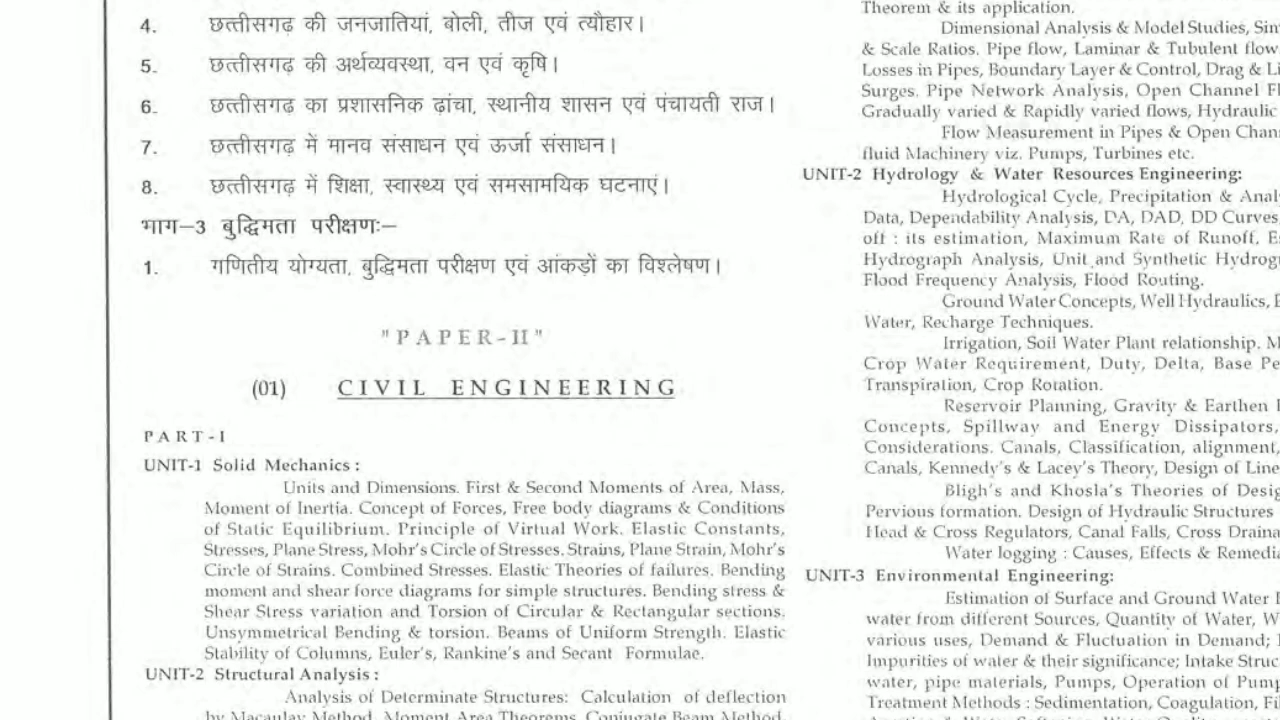 4. छत्तीसगढ़ की जनजातियां, बोली, तीज एवं त्यौहार।
5. छत्तीसगढ़ की अर्थव्यवस्था, वन एवं कृषि।
6. छत्तीसगढ़ का प्रशासनिक ढांचा, स्थानीय शासन एवं पंचायती राज।
7. छत्तीसगढ़ में मानव संसाधन एवं ऊर्जा संसाधन।
8. छत्तीसगढ़ में शिक्षा, स्वास्थ्य एवं समसामयिक घटनाएं।
भाग–3 बुद्धिमता परीक्षणः–
1. गणितीय योग्यता, बुद्धिमता परीक्षण एवं आंकड़ों का विश्लेषण।
"PAPER-II"
(01) CIVIL ENGINEERING
PART-I
UNIT-1 Solid Mechanics :
Units and Dimensions. First & Second Moments of Area, Mass,
Moment of Inertia. Concept of Forces, Free body diagrams & Conditions
of Static Equilibrium. Principle of Virtual Work. Elastic Constants,
Stresses, Plane Stress, Mohr's Circle of Stresses. Strains, Plane Strain, Mohr's
Circle of Strains. Combined Stresses. Elastic Theories of failures. Bending
moment and shear force diagrams for simple structures. Bending stress &
Shear Stress variation and Torsion of Circular & Rectangular sections.
Unsymmetrical Bending & torsion. Beams of Uniform Strength. Elastic
Stability of Columns, Euler's, Rankine's and Secant Formulae.
UNIT-2 Structural Analysis :
Analysis of Determinate Structures: Calculation of deflection
by Macaulay Method, Moment Area Theorems, Conjugate Beam Method,
Theorem & its application.
Dimensional Analysis & Model Studies,
& Scale Ratios. Pipe flow, Laminar & Tubulent flow
Losses in Pipes, Boundary Layer & Control, Drag &
Surges. Pipe Network Analysis, Open Channel
Gradually varied & Rapidly varied flows, Hydraulic
Flow Measurement in Pipes & Open
fluid Machinery viz. Pumps, Turbines etc.
UNIT-2 Hydrology & Water Resources Engineering:
Hydrological Cycle, Precipitation &
Data, Dependability Analysis, DA, DAD, DD Curves,
off : its estimation, Maximum Rate of Runoff,
Hydrograph Analysis, Unit and Synthetic
Flood Frequency Analysis, Flood Routing.
Ground Water Concepts, Well Hydraulics,
Water, Recharge Techniques.
Irrigation, Soil Water Plant relationship.
Crop Water Requirement, Duty, Delta, Base
Transpiration, Crop Rotation.
Reservoir Planning, Gravity & Earthen
Concepts, Spillway and Energy Dissipators,
Considerations. Canals, Classification, alignment,
Canals, Kennedy's & Lacey's Theory, Design of
Bligh's and Khosla's Theories of
Pervious formation. Design of Hydraulic Structures
Head & Cross Regulators, Canal Falls, Cross
Water logging : Causes, Effects &
UNIT-3 Environmental Engineering:
Estimation of Surface and Ground Water
water from different Sources, Quantity of Water,
various uses, Demand & Fluctuation in Demand;
Impurities of water & their significance; Intake
water, pipe materials, Pumps, Operation of
Treatment Methods : Sedimentation, Coagulation,